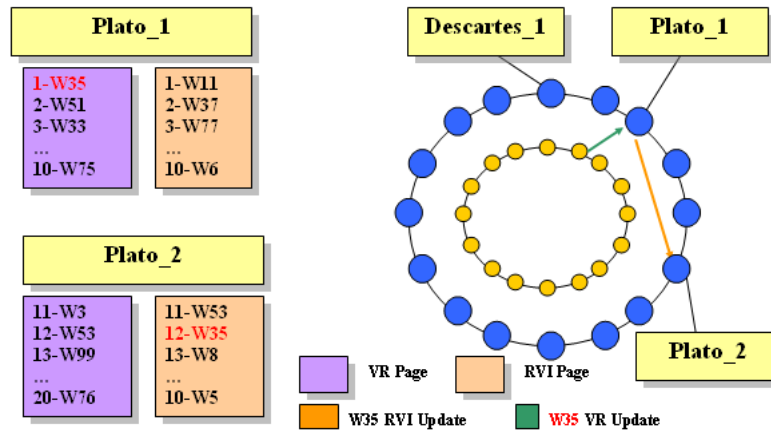 Plato_1
1-W35
2-W51
3-W33
...
10-W75
1-W11
2-W37
3-W77
...
10-W6
Plato_2
11-W3
12-W53
13-W99
...
20-W76
11-W53
12-W35
13-W8
...
10-W5
Descartes_1
Plato_1
Plato_2
VR Page
RVI Page
W35 RVI Update
W35 VR Update